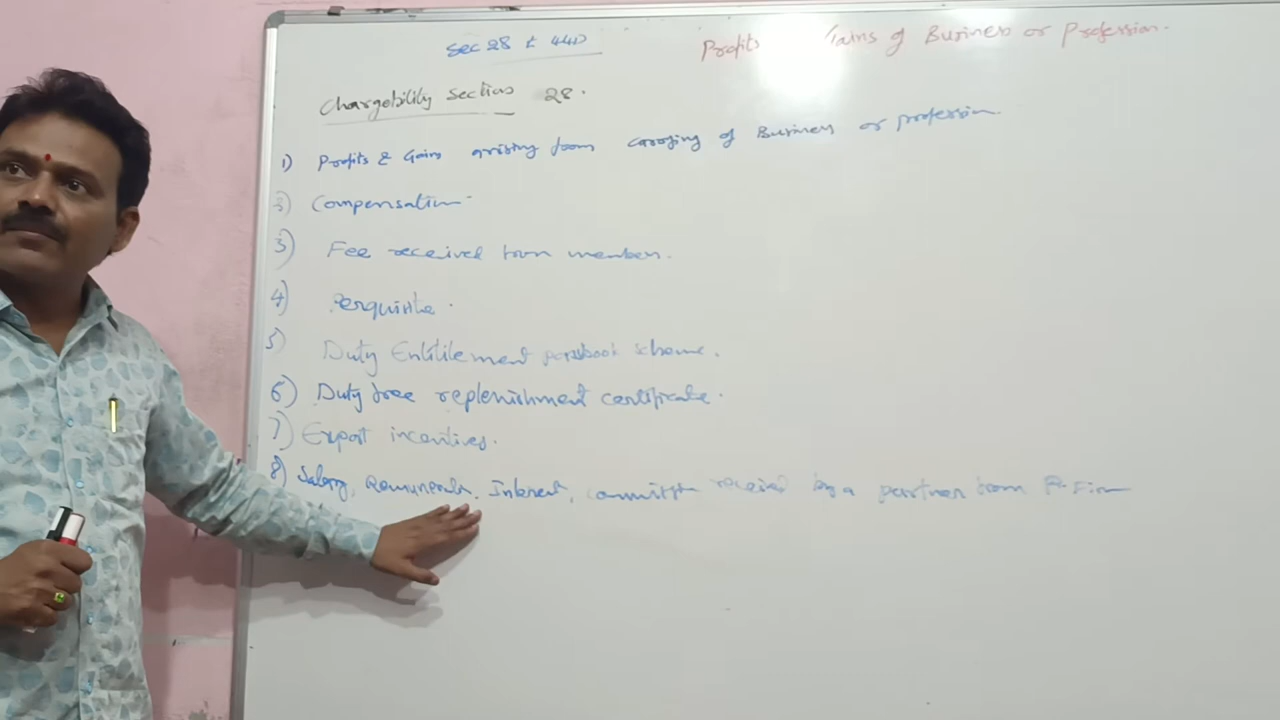 Sec 28 to 44D
Profits Gains of Business or Profession.
Chargebility Section 28.
1) Profits & Gains arising from carrying of Business or profession.
2) Compensation.
3) Fee received from members.
4) Perquisite.
5) Duty Entitlement passbook scheme.
6) Duty free replenishment certificate.
7) Export incentives.
8) Salary, Remuneration, Interest, received by a partner from P. Firm